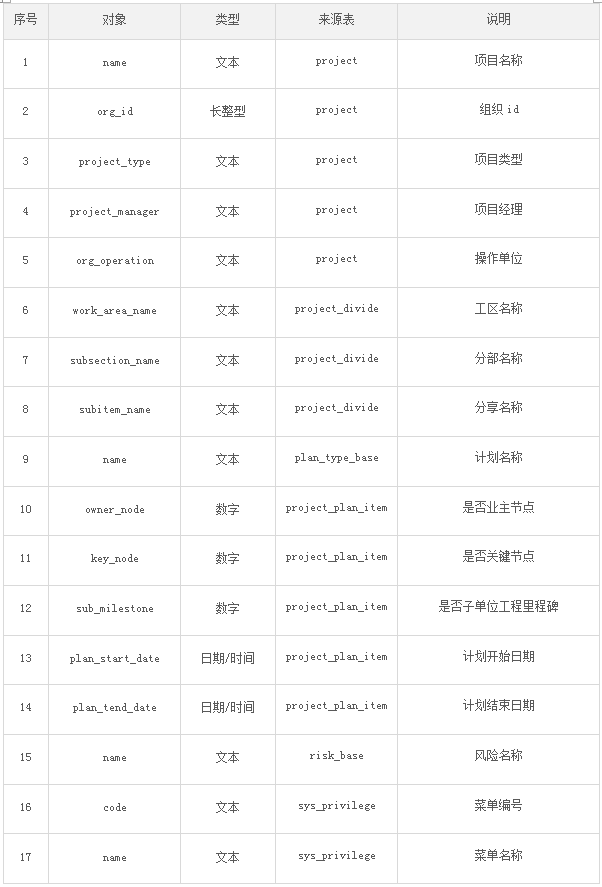 序号 对象 类型 来源表 说明
1 name 文本 project 项目名称
2 org_id 长整型 project 组织 id
3 project_type 文本 project 项目类型
4 project_manager 文本 project 项目经理
5 org_operation 文本 project 操作单位
6 work_area_name 文本 project_divide 工区名称
7 subsection_name 文本 project_divide 分部名称
8 subitem_name 文本 project_divide 分享名称
9 name 文本 plan_type_base 计划名称
10 owner_node 数字 project_plan_item 是否业主节点
11 key_node 数字 project_plan_item 是否关键节点
12 sub_milestone 数字 project_plan_item 是否子单位工程里程碑
13 plan_start_date 日期/时间 project_plan_item 计划开始日期
14 plan_tend_date 日期/时间 project_plan_item 计划结束日期
15 name 文本 risk_base 风险名称
16 code 文本 sys_privilege 菜单编号
17 name 文本 sys_privilege 菜单名称